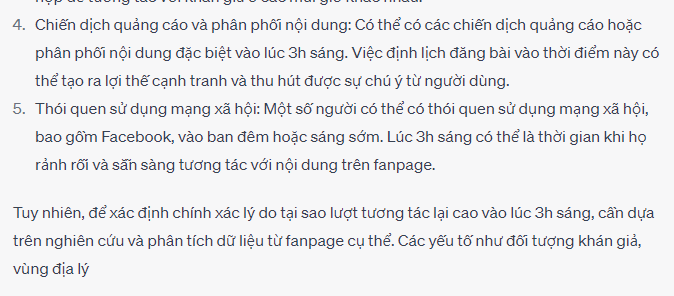 4. Chiến dịch quảng cáo và phân phối nội dung: Có thể có các chiến dịch quảng cáo hoặc
phân phối nội dung đặc biệt vào lúc 3h sáng. Việc định lịch đăng bài vào thời điểm này có
thể tạo ra lợi thế cạnh tranh và thu hút được sự chú ý từ người dùng.
5. Thói quen sử dụng mạng xã hội: Một số người có thể có thói quen sử dụng mạng xã hội,
bao gồm Facebook, vào ban đêm hoặc sáng sớm. Lúc 3h sáng có thể là thời gian khi họ
rảnh rỗi và sẵn sàng tương tác với nội dung trên fanpage.
Tuy nhiên, để xác định chính xác lý do tại sao lượt tương tác lại cao vào lúc 3h sáng, cần dựa
trên nghiên cứu và phân tích dữ liệu từ fanpage cụ thể. Các yếu tố như đối tượng khán giả,
vùng địa lý